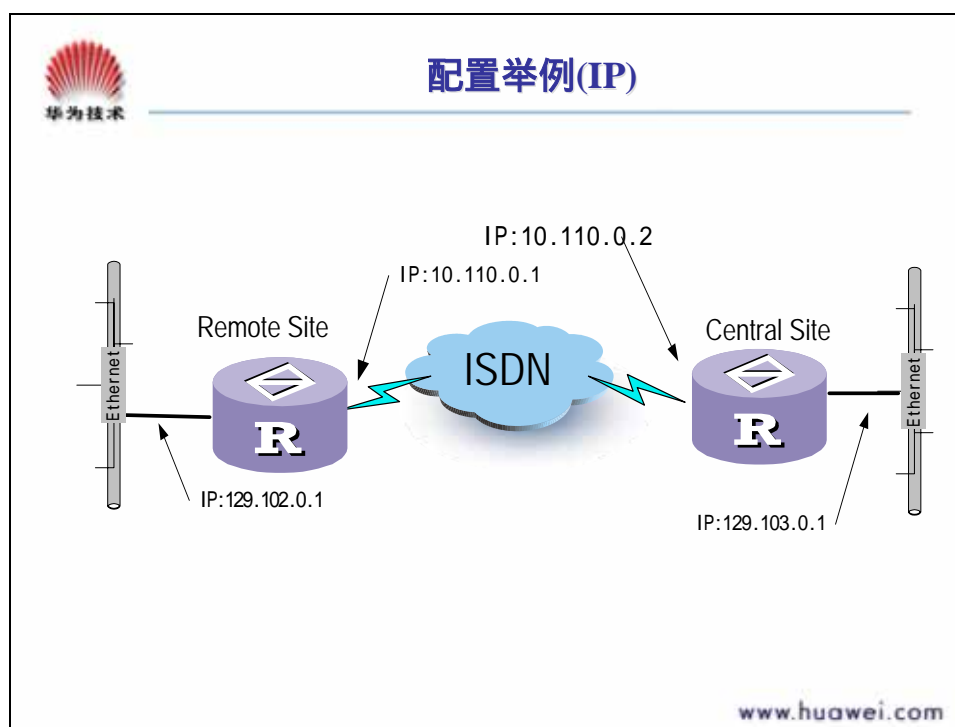 华为技术
配置举例(IP)
IP:10.110.0.2
IP:10.110.0.1
Remote Site
ISDN
Central Site
Ethernet
Ethernet
R
R
IP:129.102.0.1
IP:129.103.0.1
www.huawei.com